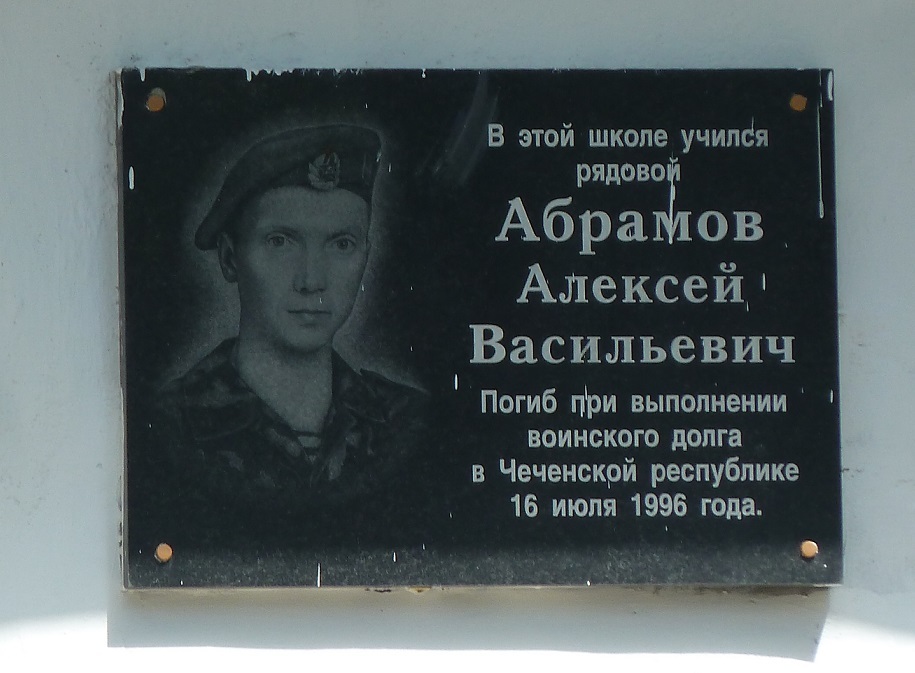 В этой школе учился
рядовой
Абрамов
Алексей
Васильевич
Погиб при выполнении
воинского долга
в Чеченской республике
16 июля 1996 года.